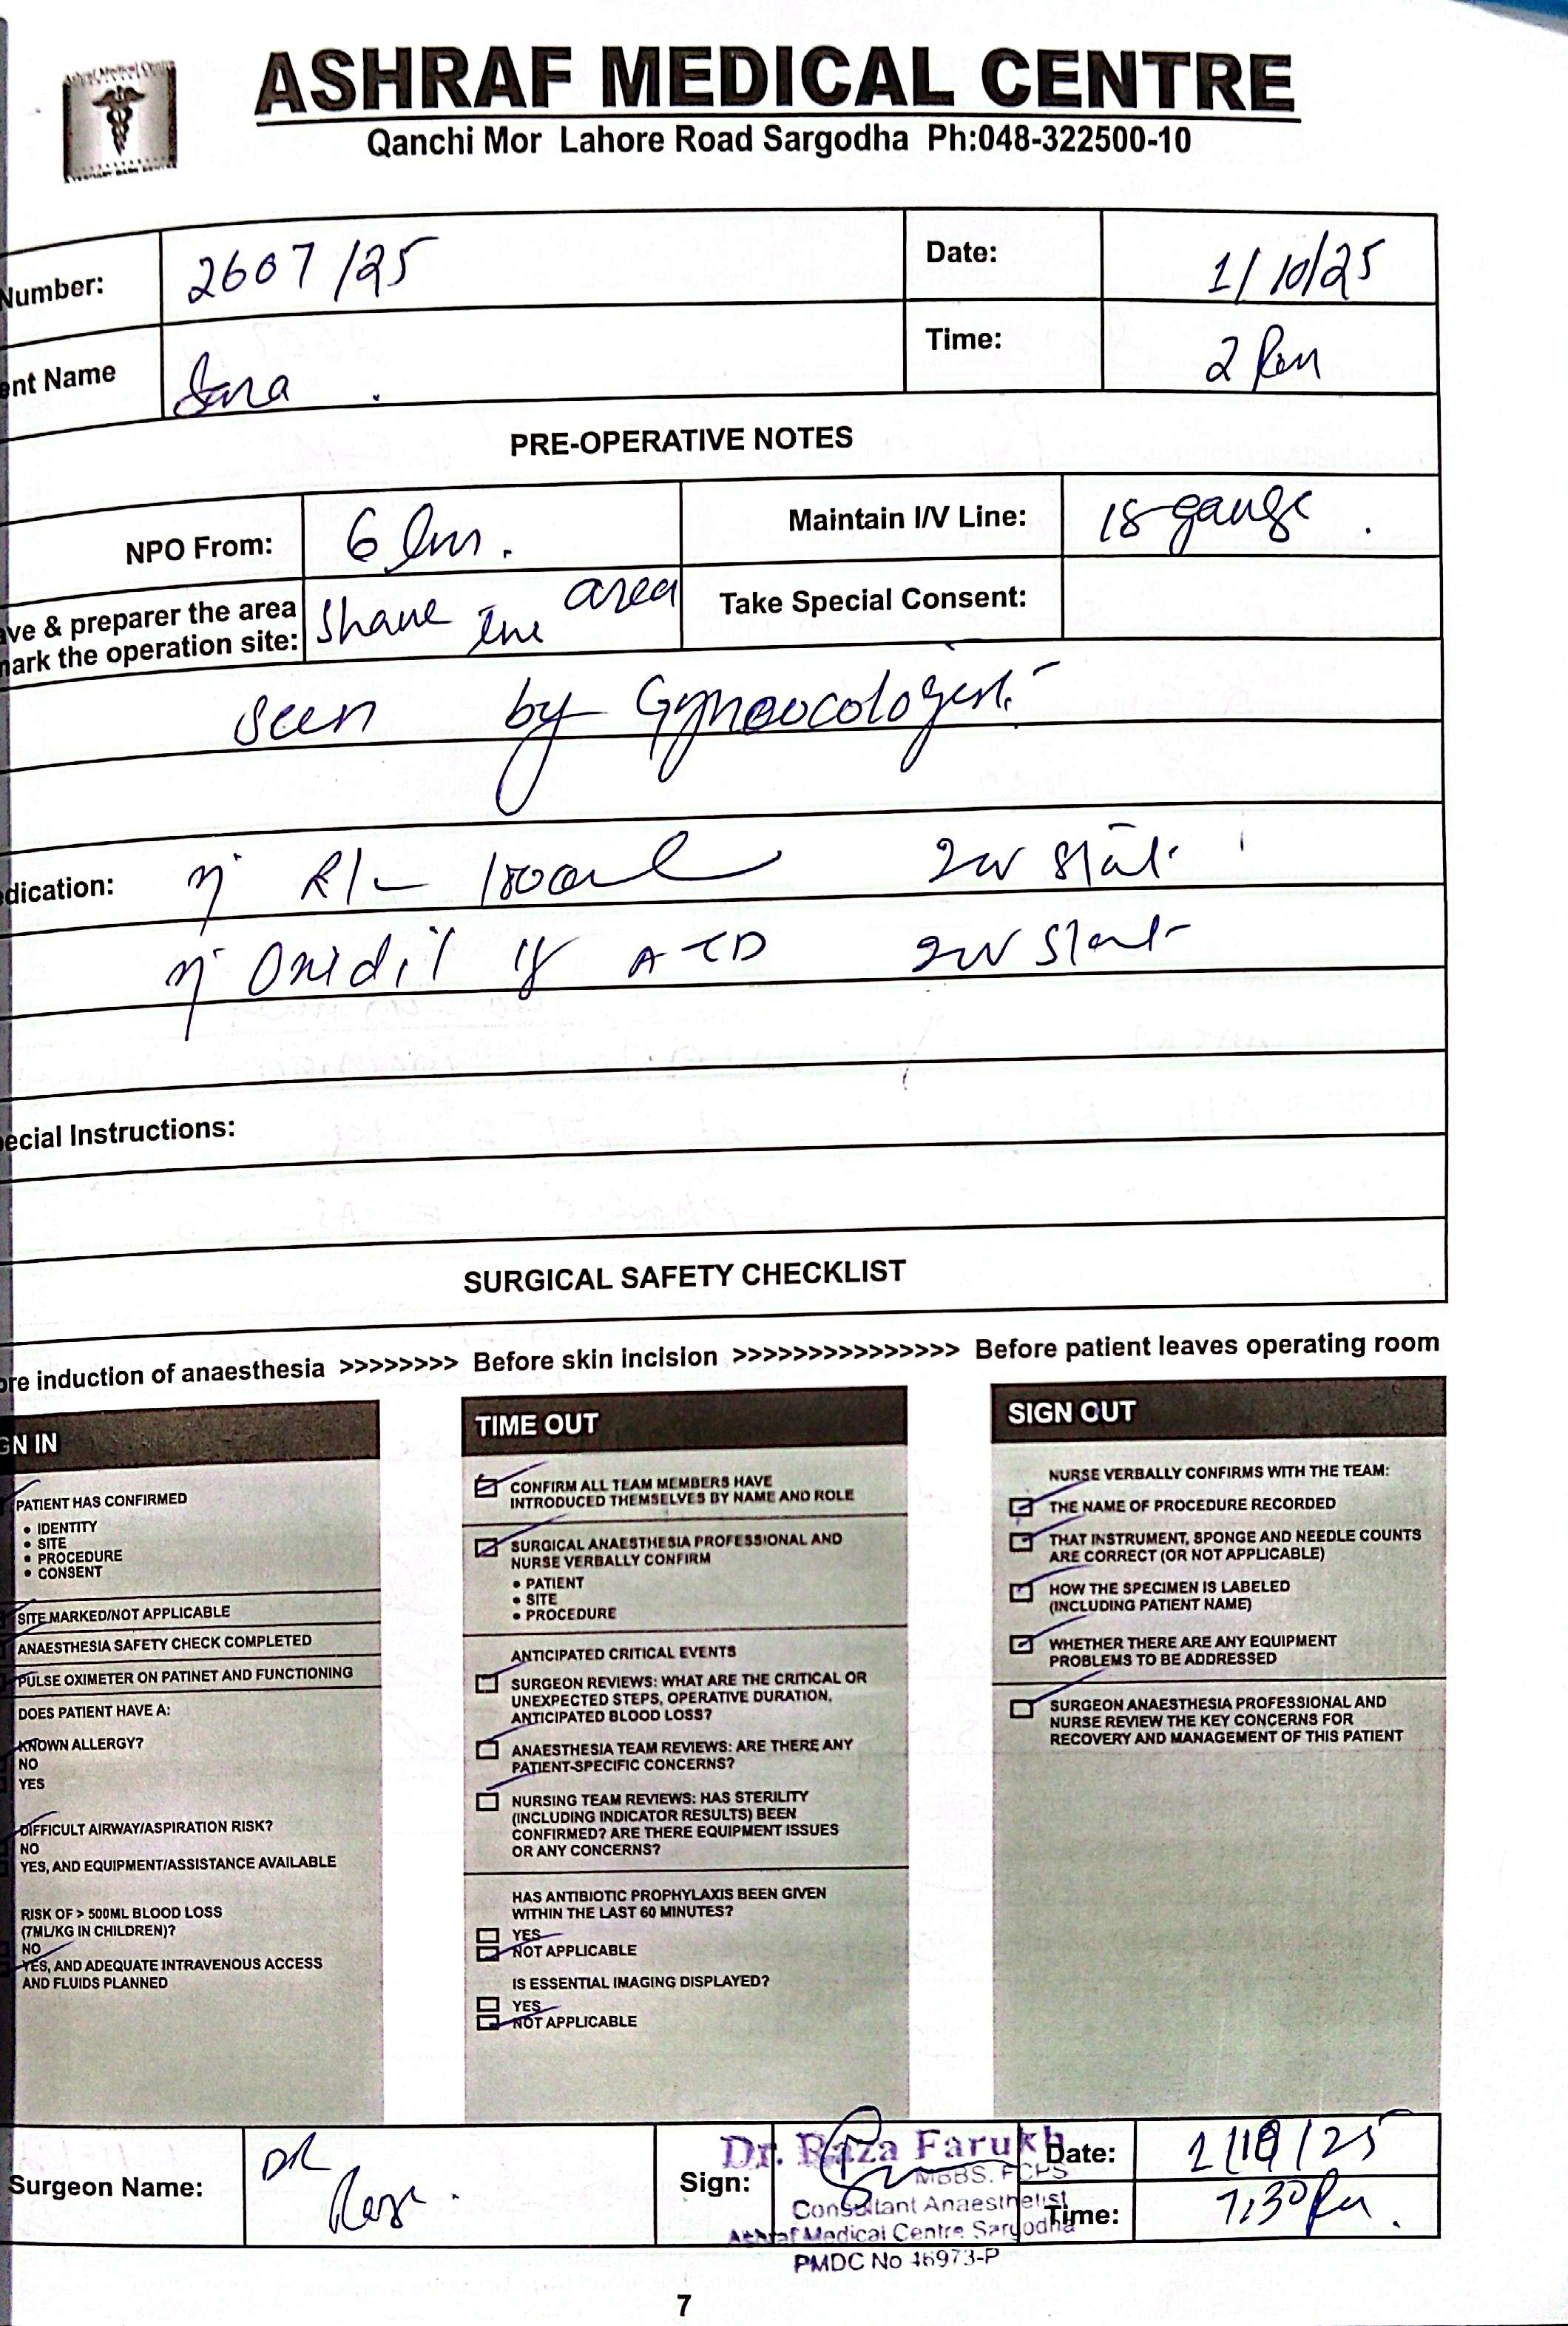 ASHRAF MEDICAL CENTRE
Qanchi Mor Lahore Road Sargodha Ph:048-322500-10
Number: 2607/25 Date: 1/10/25
ent Name Sara . Time: 2 Pm
PRE-OPERATIVE NOTES
NPO From: 6 Maintain I/V Line: 18 gauge .
ave & preparer the area
mark the operation site: Shave the area Take Special Consent:
Seen by Gynaocologist
dication: R/L 1000ml IV Stat
Oxidil IV Stat
ecial Instructions:
SURGICAL SAFETY CHECKLIST
ore induction of anaesthesia >>>>>>>> Before skin incision >>>>>>>>>>>>>>> Before patient leaves operating room
GN IN
PATIENT HAS CONFIRMED
• IDENTITY
• SITE
• PROCEDURE
• CONSENT
SITE MARKED/NOT APPLICABLE
ANAESTHESIA SAFETY CHECK COMPLETED
PULSE OXIMETER ON PATINET AND FUNCTIONING
DOES PATIENT HAVE A:
KNOWN ALLERGY?
NO
YES
DIFFICULT AIRWAY/ASPIRATION RISK?
NO
YES, AND EQUIPMENT/ASSISTANCE AVAILABLE
RISK OF > 500ML BLOOD LOSS
(7ML/KG IN CHILDREN)?
NO
YES, AND ADEQUATE INTRAVENOUS ACCESS
AND FLUIDS PLANNED
TIME OUT
CONFIRM ALL TEAM MEMBERS HAVE
INTRODUCED THEMSELVES BY NAME AND ROLE
SURGICAL ANAESTHESIA PROFESSIONAL AND
NURSE VERBALLY CONFIRM
• PATIENT
• SITE
• PROCEDURE
ANTICIPATED CRITICAL EVENTS
SURGEON REVIEWS: WHAT ARE THE CRITICAL OR
UNEXPECTED STEPS, OPERATIVE DURATION,
ANTICIPATED BLOOD LOSS?
ANAESTHESIA TEAM REVIEWS: ARE THERE ANY
PATIENT-SPECIFIC CONCERNS?
NURSING TEAM REVIEWS: HAS STERILITY
(INCLUDING INDICATOR RESULTS) BEEN
CONFIRMED? ARE THERE EQUIPMENT ISSUES
OR ANY CONCERNS?
HAS ANTIBIOTIC PROPHYLAXIS BEEN GIVEN
WITHIN THE LAST 60 MINUTES?
YES
NOT APPLICABLE
IS ESSENTIAL IMAGING DISPLAYED?
YES
NOT APPLICABLE
SIGN OUT
NURSE VERBALLY CONFIRMS WITH THE TEAM:
THE NAME OF PROCEDURE RECORDED
THAT INSTRUMENT, SPONGE AND NEEDLE COUNTS
ARE CORRECT (OR NOT APPLICABLE)
HOW THE SPECIMEN IS LABELED
(INCLUDING PATIENT NAME)
WHETHER THERE ARE ANY EQUIPMENT
PROBLEMS TO BE ADDRESSED
SURGEON ANAESTHESIA PROFESSIONAL AND
NURSE REVIEW THE KEY CONCERNS FOR
RECOVERY AND MANAGEMENT OF THIS PATIENT
Surgeon Name: DR Raza . Sign: Date: 1/10/25
Time: 7:30 Pm .
Dr. Raza Farukh
MBBS. FCPS
Consultant Anaesthetist
Ashraf Medical Centre Sargodha
PMDC No 46973-P
7